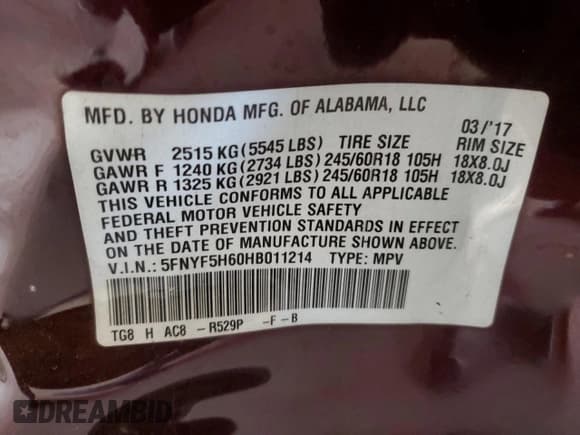 MFD. BY HONDA MFG. OF ALABAMA, LLC
03/'17
GVWR 2515 KG(5545 LBS) TIRE SIZE RIM SIZE
GAWR F 1240 KG(2734 LBS)245/60R18 105H 18X8.0J
GAWR R 1325 KG(2921 LBS)245/60R18 105H 18X8.0J
THIS VEHICLE CONFORMS TO ALL APPLICABLE
FEDERAL MOTOR VEHICLE SAFETY
AND THEFT PREVENTION STANDARDS IN EFFECT
ON THE DATE OF MANUFACTURE SHOWN ABOVE.
V.I.N.: 5FNYF5H60HB011214 TYPE: MPV
TG8 H AC8 -R529P -F-B
DREAMBID